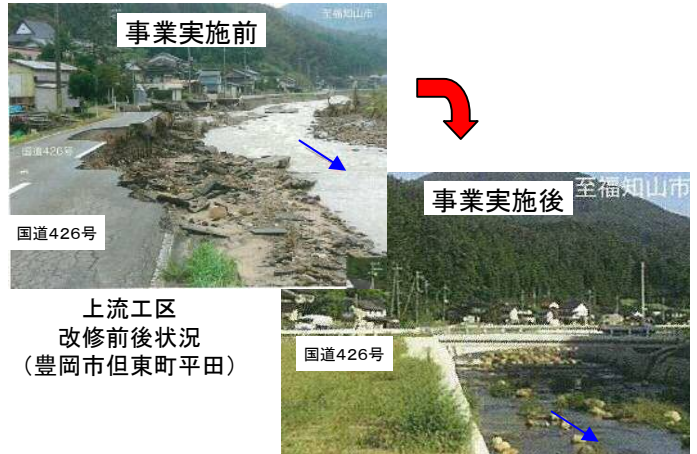 至福知山市
事業実施前
国道426号
国道426号
上流工区
改修前後状況
（豊岡市但東町平田）
至福知山市
事業実施後
国道426号